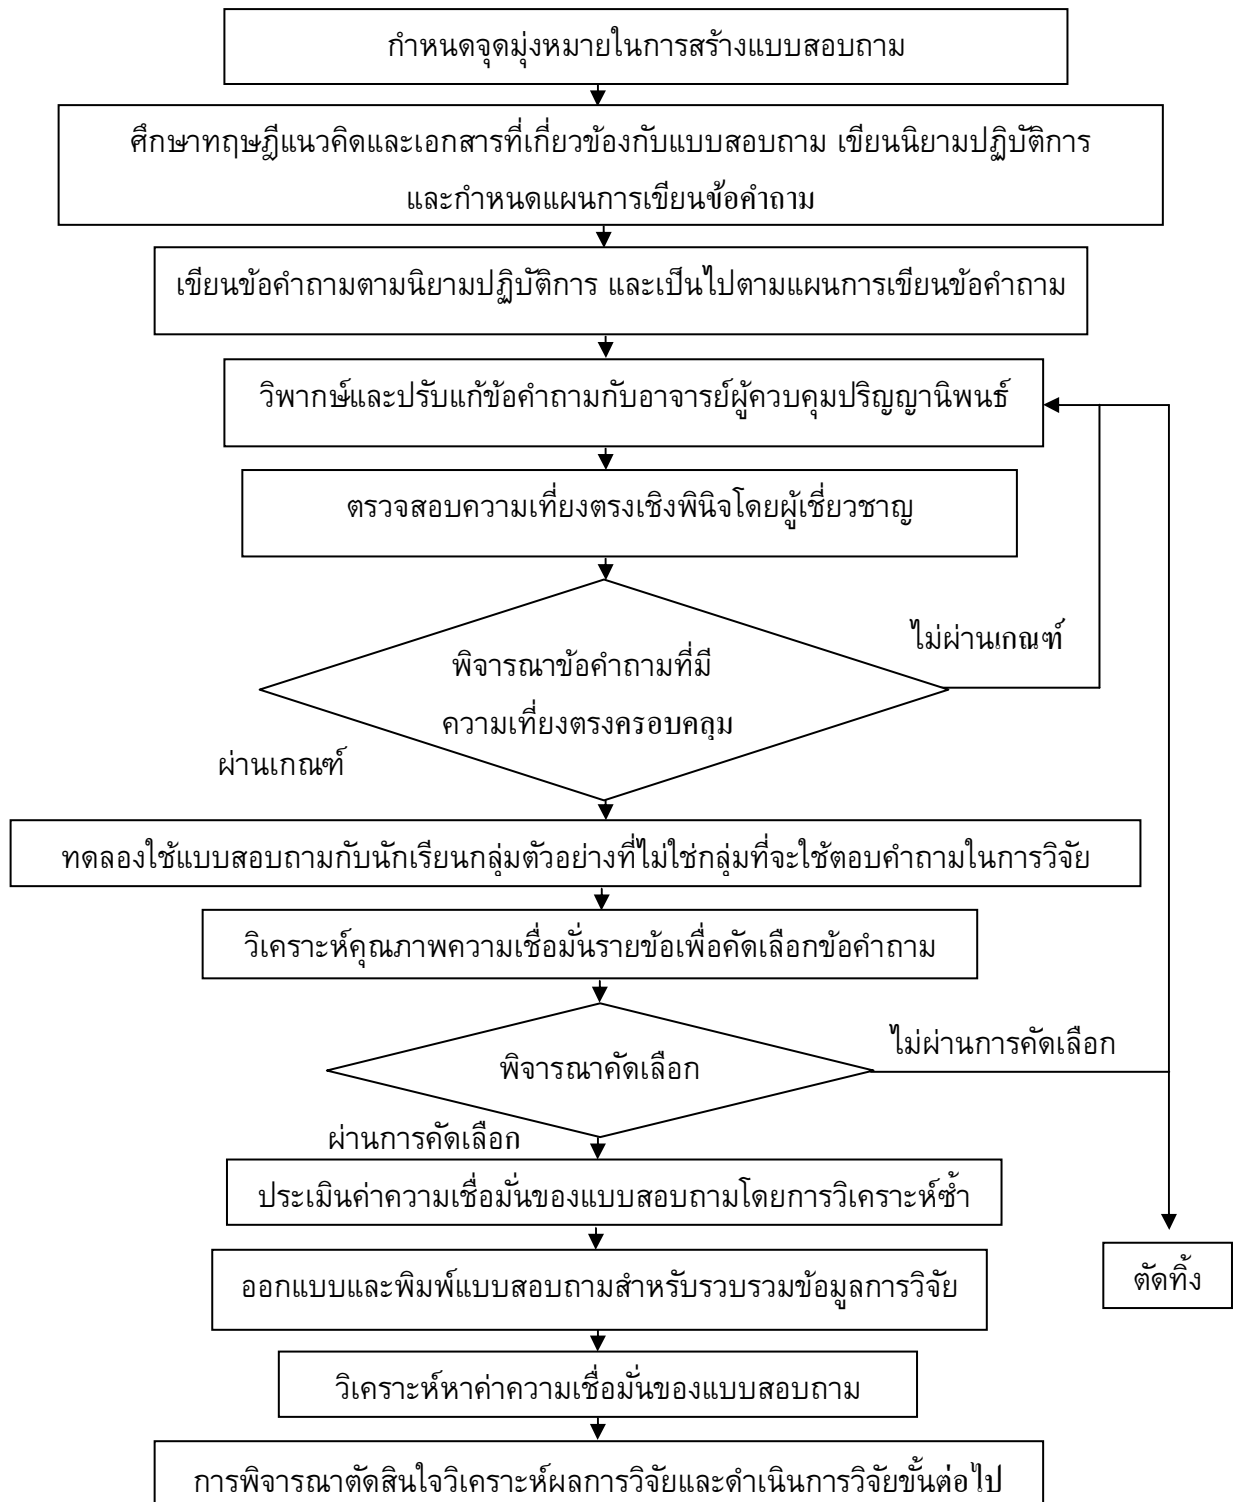 กำหนดจุดมุ่งหมายในการสร้างแบบสอบถาม
ศึกษาทฤษฎีแนวคิดและเอกสารที่เกี่ยวข้องกับแบบสอบถาม เขียนนิยามปฏิบัติการ
และกำหนดแผนการเขียนข้อคำถาม
เขียนข้อคำถามตามนิยามปฏิบัติการ และเป็นไปตามแผนการเขียนข้อคำถาม
วิพากษ์และปรับแก้ข้อคำถามกับอาจารย์ผู้ควบคุมปริญญานิพนธ์
ตรวจสอบความเที่ยงตรงเชิงพินิจโดยผู้เชี่ยวชาญ
ไม่ผ่านเกณฑ์
พิจารณาข้อคำถามที่มี
ความเที่ยงตรงครอบคลุม
ผ่านเกณฑ์
ทดลองใช้แบบสอบถามกับนักเรียนกลุ่มตัวอย่างที่ไม่ใช่กลุ่มที่จะใช้ตอบคำถามในการวิจัย
วิเคราะห์คุณภาพความเชื่อมั่นรายข้อเพื่อคัดเลือกข้อคำถาม
ไม่ผ่านการคัดเลือก
พิจารณาคัดเลือก
ผ่านการคัดเลือก
ประเมินค่าความเชื่อมั่นของแบบสอบถามโดยการวิเคราะห์ซ้ำ
ออกแบบและพิมพ์แบบสอบถามสำหรับรวบรวมข้อมูลการวิจัย
ตัดทิ้ง
วิเคราะห์หาค่าความเชื่อมั่นของแบบสอบถาม
การพิจารณาตัดสินใจวิเคราะห์ผลการวิจัยและดำเนินการวิจัยขั้นต่อไป